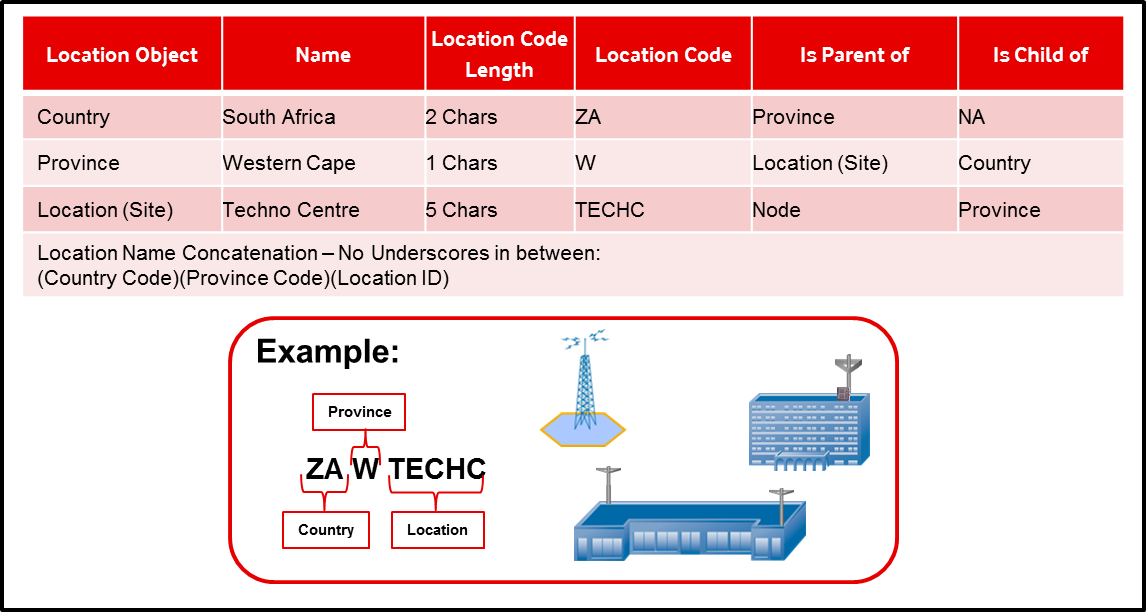 Location Object Name Location Code Length Location Code Is Parent of Is Child of
Country South Africa 2 Chars ZA Province NA
Province Western Cape 1 Chars W Location (Site) Country
Location (Site) Techno Centre 5 Chars TECHC Node Province
Location Name Concatenation – No Underscores in between:
(Country Code)(Province Code)(Location ID)
Example:
Province
ZA W TECHC
Country Location